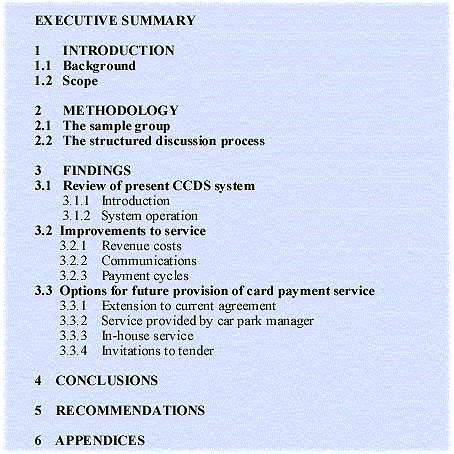 EXECUTIVE SUMMARY
1 INTRODUCTION
1.1 Background
1.2 Scope
2 METHODOLOGY
2.1 The sample group
2.2 The structured discussion process
3 FINDINGS
3.1 Review of present CCDS system
3.1.1 Introduction
3.1.2 System operation
3.2 Improvements to service
3.2.1 Revenue costs
3.2.2 Communications
3.2.3 Payment cycles
3.3 Options for future provision of card payment service
3.3.1 Extension to current agreement
3.3.2 Service provided by car park manager
3.3.3 In-house service
3.3.4 Invitations to tender
4 CONCLUSIONS
5 RECOMMENDATIONS
6 APPENDICES